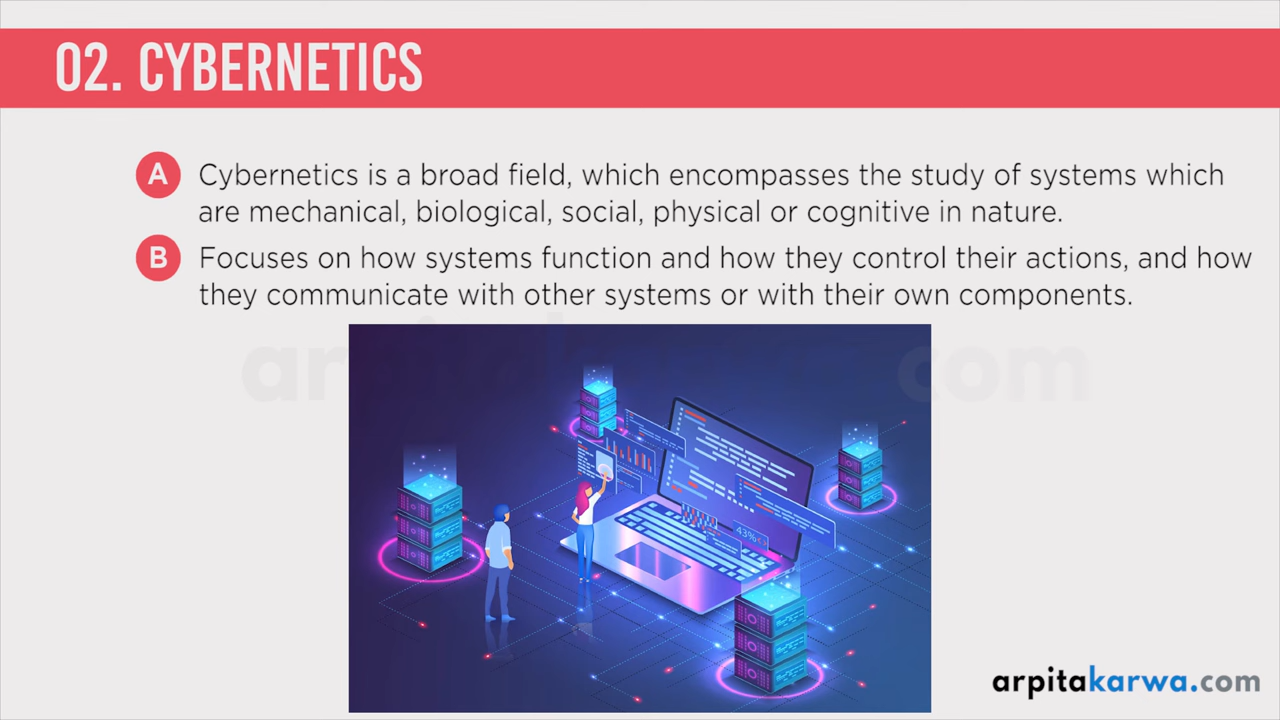 02. CYBERNETICS
A Cybernetics is a broad field, which encompasses the study of systems which
are mechanical, biological, social, physical or cognitive in nature.
B Focuses on how systems function and how they control their actions, and how
they communicate with other systems or with their own components.
43%
arpitakarwa.com